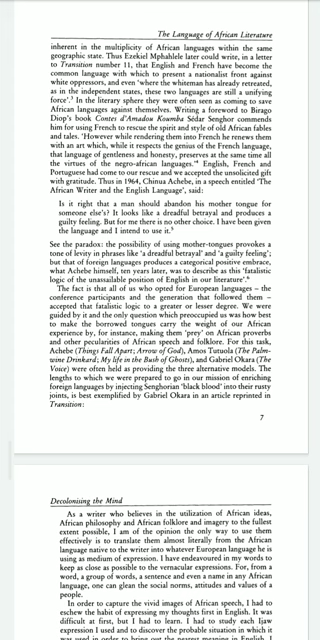 The Language of African Literature
inherent in the multiplicity of African languages within the same
geographic state. Thus Ezekiel Mphahlele later could write, in a letter
to Transition number 11, that English and French have become the
common language with which to present a nationalist front against
white oppressors, and even 'where the whiteman has already retreated,
as in the independent states, these two languages are still a unifying
force'.³ In the literary sphere they were often seen as coming to save
African languages against themselves. Writing a foreword to Birago
Diop's book Contes d'Amadou Koumba Sédar Senghor commends
him for using French to rescue the spirit and style of old African fables
and tales. 'However while rendering them into French he renews them
with an art which, while it respects the genius of the French language,
that language of gentleness and honesty, preserves at the same time all
the virtues of the negro-african languages.'⁴ English, French and
Portuguese had come to our rescue and we accepted the unsolicited gift
with gratitude. Thus in 1964, Chinua Achebe, in a speech entitled 'The
African Writer and the English Language', said:
Is it right that a man should abandon his mother tongue for
someone else's? It looks like a dreadful betrayal and produces a
guilty feeling. But for me there is no other choice. I have been given
the language and I intend to use it.⁵
See the paradox: the possibility of using mother-tongues provokes a
tone of levity in phrases like 'a dreadful betrayal' and 'a guilty feeling';
but that of foreign languages produces a categorical positive embrace,
what Achebe himself, ten years later, was to describe as this 'fatalistic
logic of the unassailable position of English in our literature'.⁶
The fact is that all of us who opted for European languages – the
conference participants and the generation that followed them –
accepted that fatalistic logic to a greater or lesser degree. We were
guided by it and the only question which preoccupied us was how best
to make the borrowed tongues carry the weight of our African
experience by, for instance, making them 'prey' on African proverbs
and other pecularities of African speech and folklore. For this task,
Achebe (Things Fall Apart; Arrow of God), Amos Tutuola (The Palm-
wine Drinkard; My life in the Bush of Ghosts), and Gabriel Okara (The
Voice) were often held as providing the three alternative models. The
lengths to which we were prepared to go in our mission of enriching
foreign languages by injecting Senghorian 'black blood' into their rusty
joints, is best exemplified by Gabriel Okara in an article reprinted in
Transition:
7
Decolonising the Mind
As a writer who believes in the utilization of African ideas,
African philosophy and African folklore and imagery to the fullest
extent possible, I am of the opinion the only way to use them
effectively is to translate them almost literally from the African
language native to the writer into whatever European language he is
using as medium of expression. I have endeavoured in my words to
keep as close as possible to the vernacular expressions. For, from a
word, a group of words, a sentence and even a name in any African
language, one can glean the social norms, attitudes and values of a
people.
In order to capture the vivid images of African speech, I had to
eschew the habit of expressing my thoughts first in English. It was
difficult at first, but I had to learn. I had to study each Ijaw
expression I used and to discover the probable situation in which it
was used in order to bring out the nearest meaning in English. I